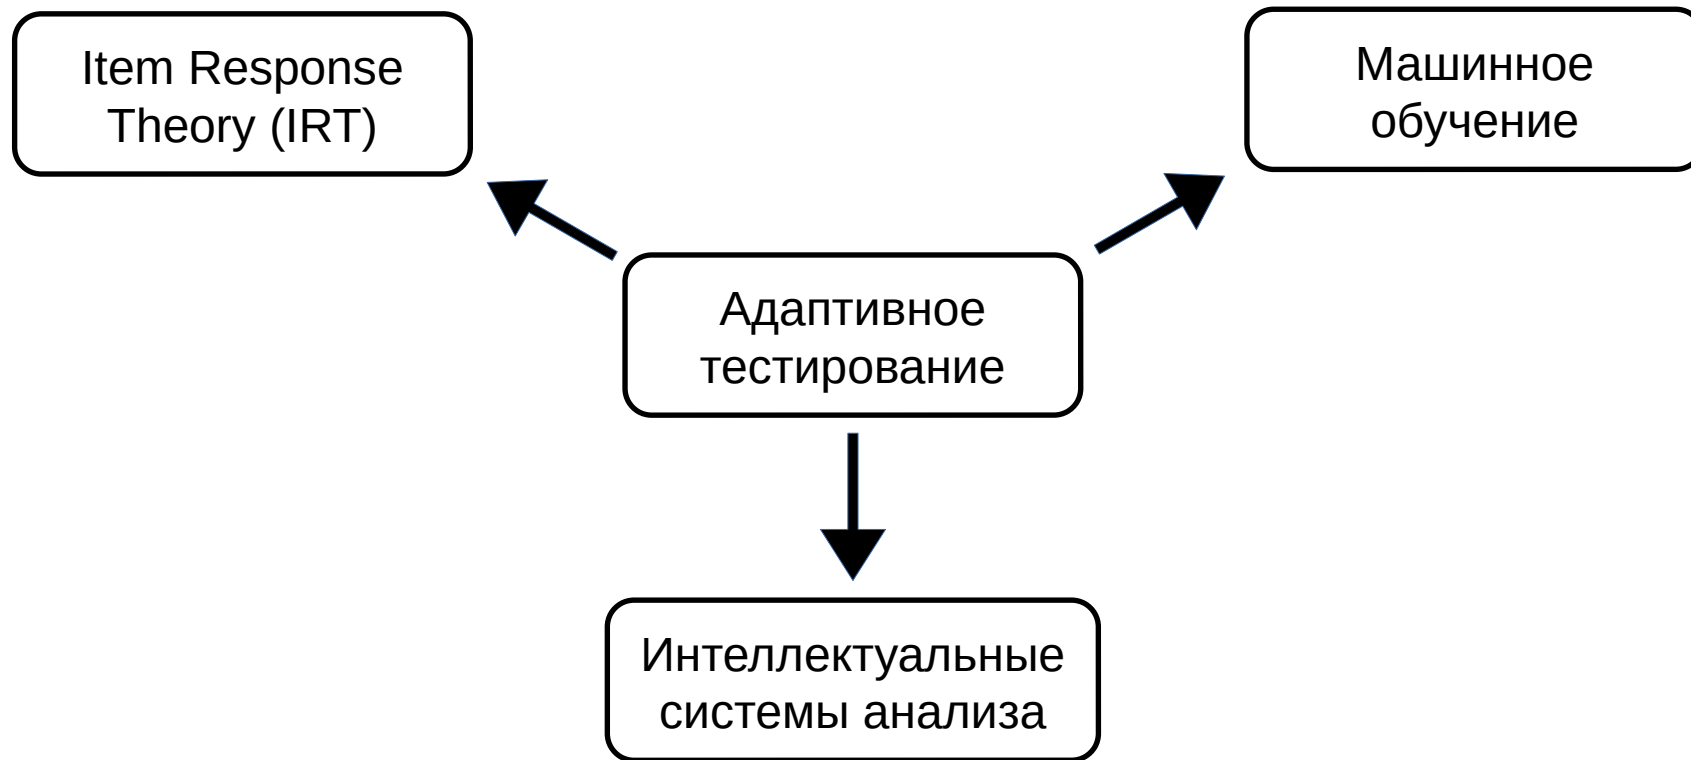 Item Response
Theory (IRT)
Машинное
обучение
Адаптивное
тестирование
Интеллектуальные
системы анализа